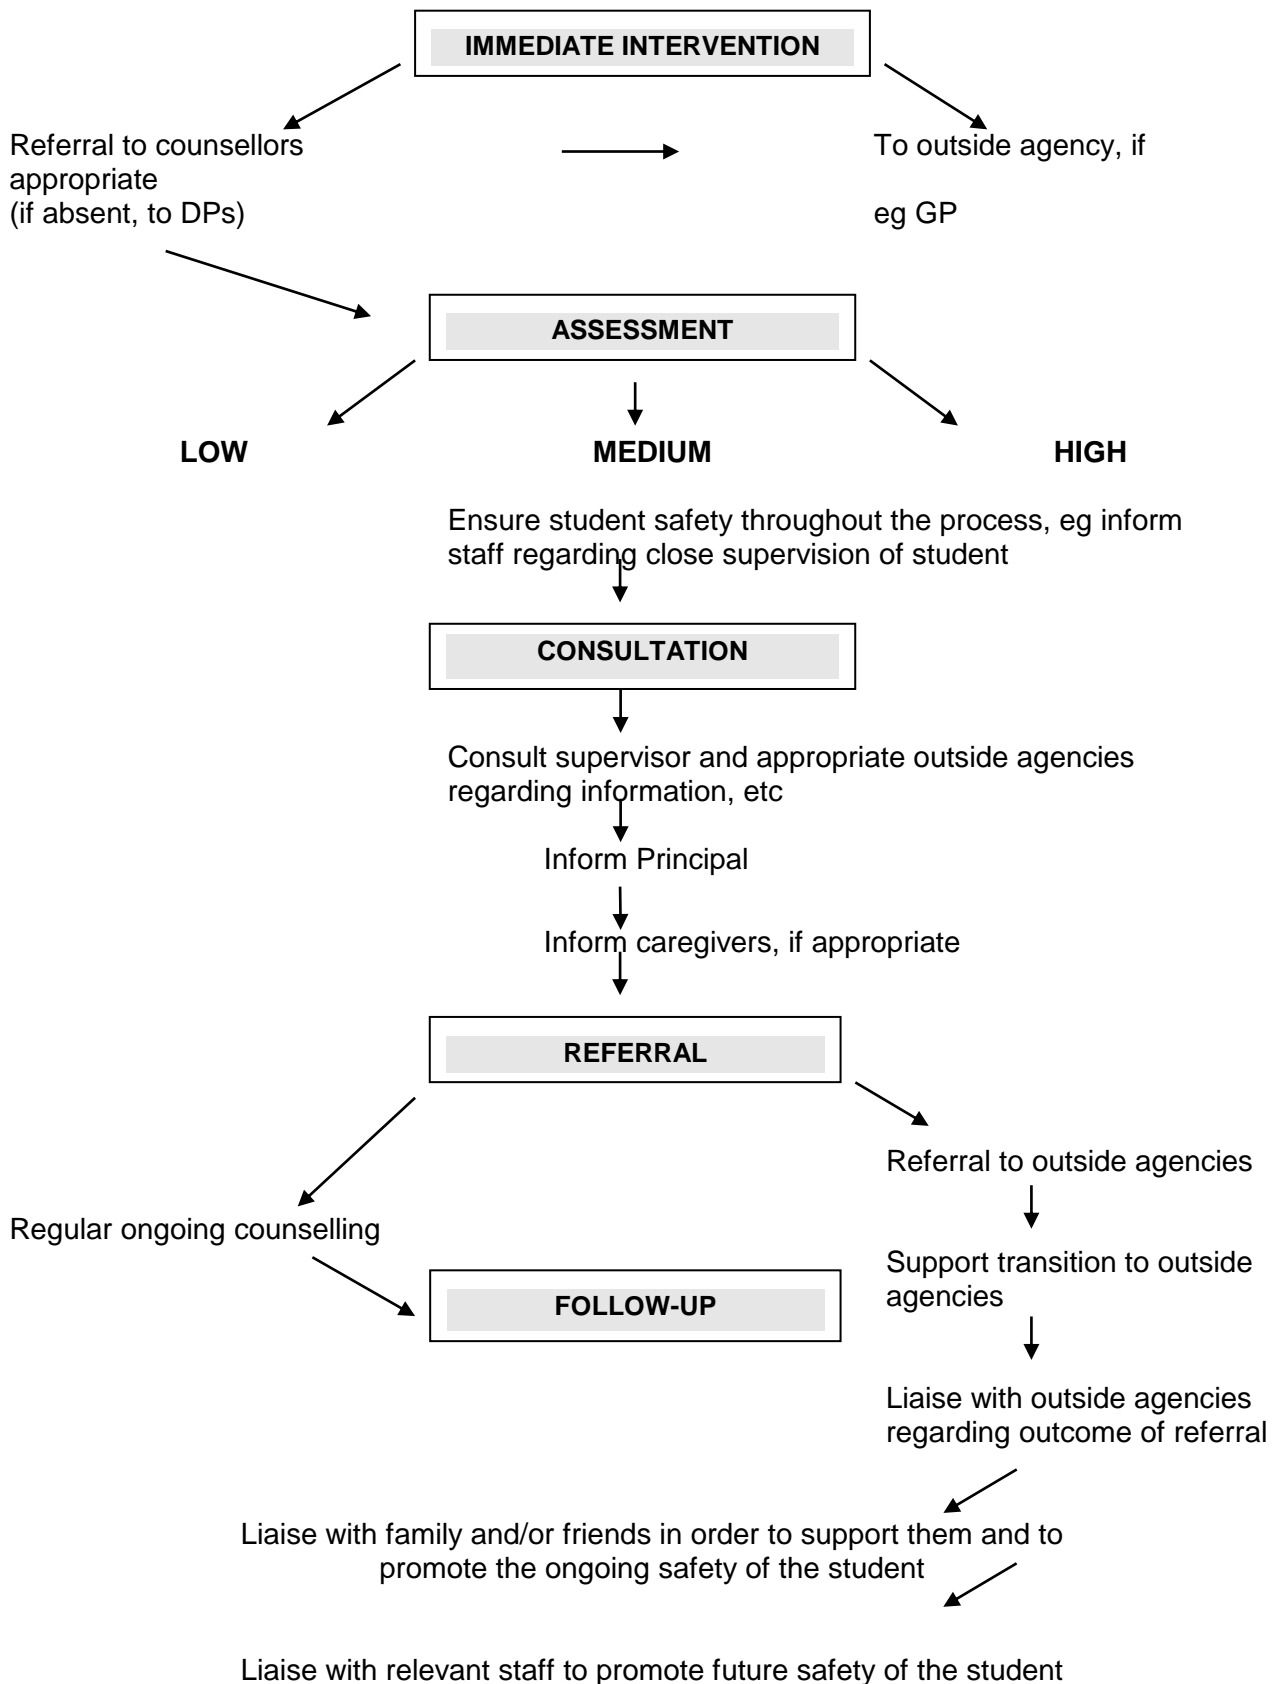 IMMEDIATE INTERVENTION
Referral to counsellors
appropriate
(if absent, to DPs)
To outside agency, if
eg GP
ASSESSMENT
LOW
MEDIUM
HIGH
Ensure student safety throughout the process, eg inform
staff regarding close supervision of student
CONSULTATION
Consult supervisor and appropriate outside agencies
regarding information, etc
Inform Principal
Inform caregivers, if appropriate
REFERRAL
Referral to outside agencies
Regular ongoing counselling
Support transition to outside
agencies
FOLLOW-UP
Liaise with outside agencies
regarding outcome of referral
Liaise with family and/or friends in order to support them and to
promote the ongoing safety of the student
Liaise with relevant staff to promote future safety of the student